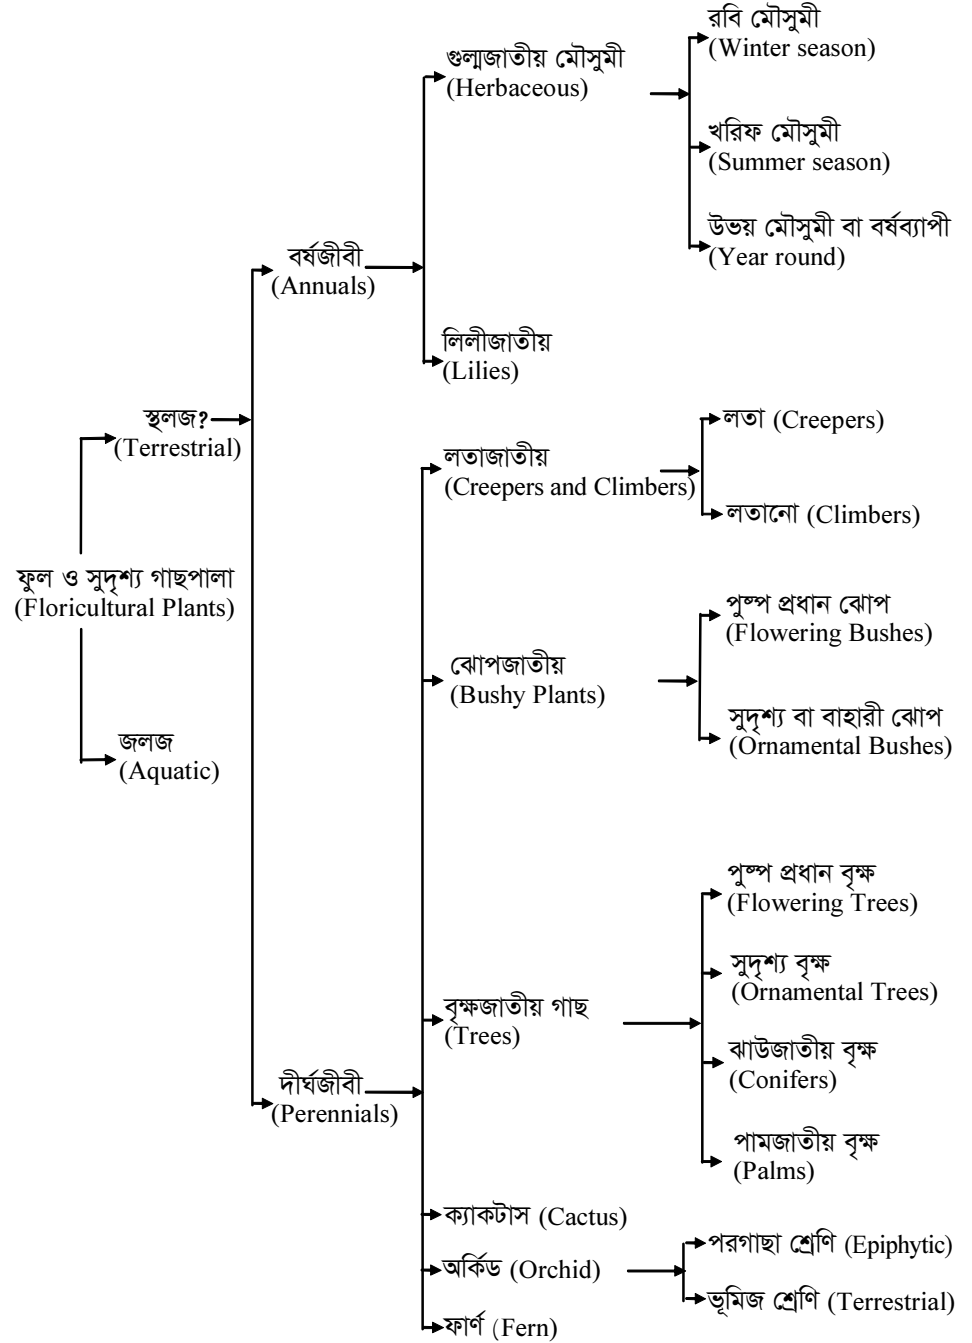 ফুল ও সুদৃশ্য গাছপালা
(Floricultural Plants)
স্থলজ?
(Terrestrial)
বর্ষজীবী
(Annuals)
গুল্মজাতীয় মৌসুমী
(Herbaceous)
রবি মৌসুমী
(Winter season)
খরিফ মৌসুমী
(Summer season)
উভয় মৌসুমী বা বর্ষব্যাপী
(Year round)
লিলীজাতীয়
(Lilies)
দীর্ঘজীবী
(Perennials)
লতাজাতীয়
(Creepers and Climbers)
লতা (Creepers)
লতানো (Climbers)
ঝোপজাতীয়
(Bushy Plants)
পুষ্প প্রধান ঝোপ
(Flowering Bushes)
সুদৃশ্য বা বাহারী ঝোপ
(Ornamental Bushes)
বৃক্ষজাতীয় গাছ
(Trees)
পুষ্প প্রধান বৃক্ষ
(Flowering Trees)
সুদৃশ্য বৃক্ষ
(Ornamental Trees)
ঝাউজাতীয় বৃক্ষ
(Conifers)
পামজাতীয় বৃক্ষ
(Palms)
ক্যাকটাস (Cactus)
অর্কিড (Orchid)
পরগাছা শ্রেণি (Epiphytic)
ভূমিজ শ্রেণি (Terrestrial)
ফার্ণ (Fern)
জলজ
(Aquatic)